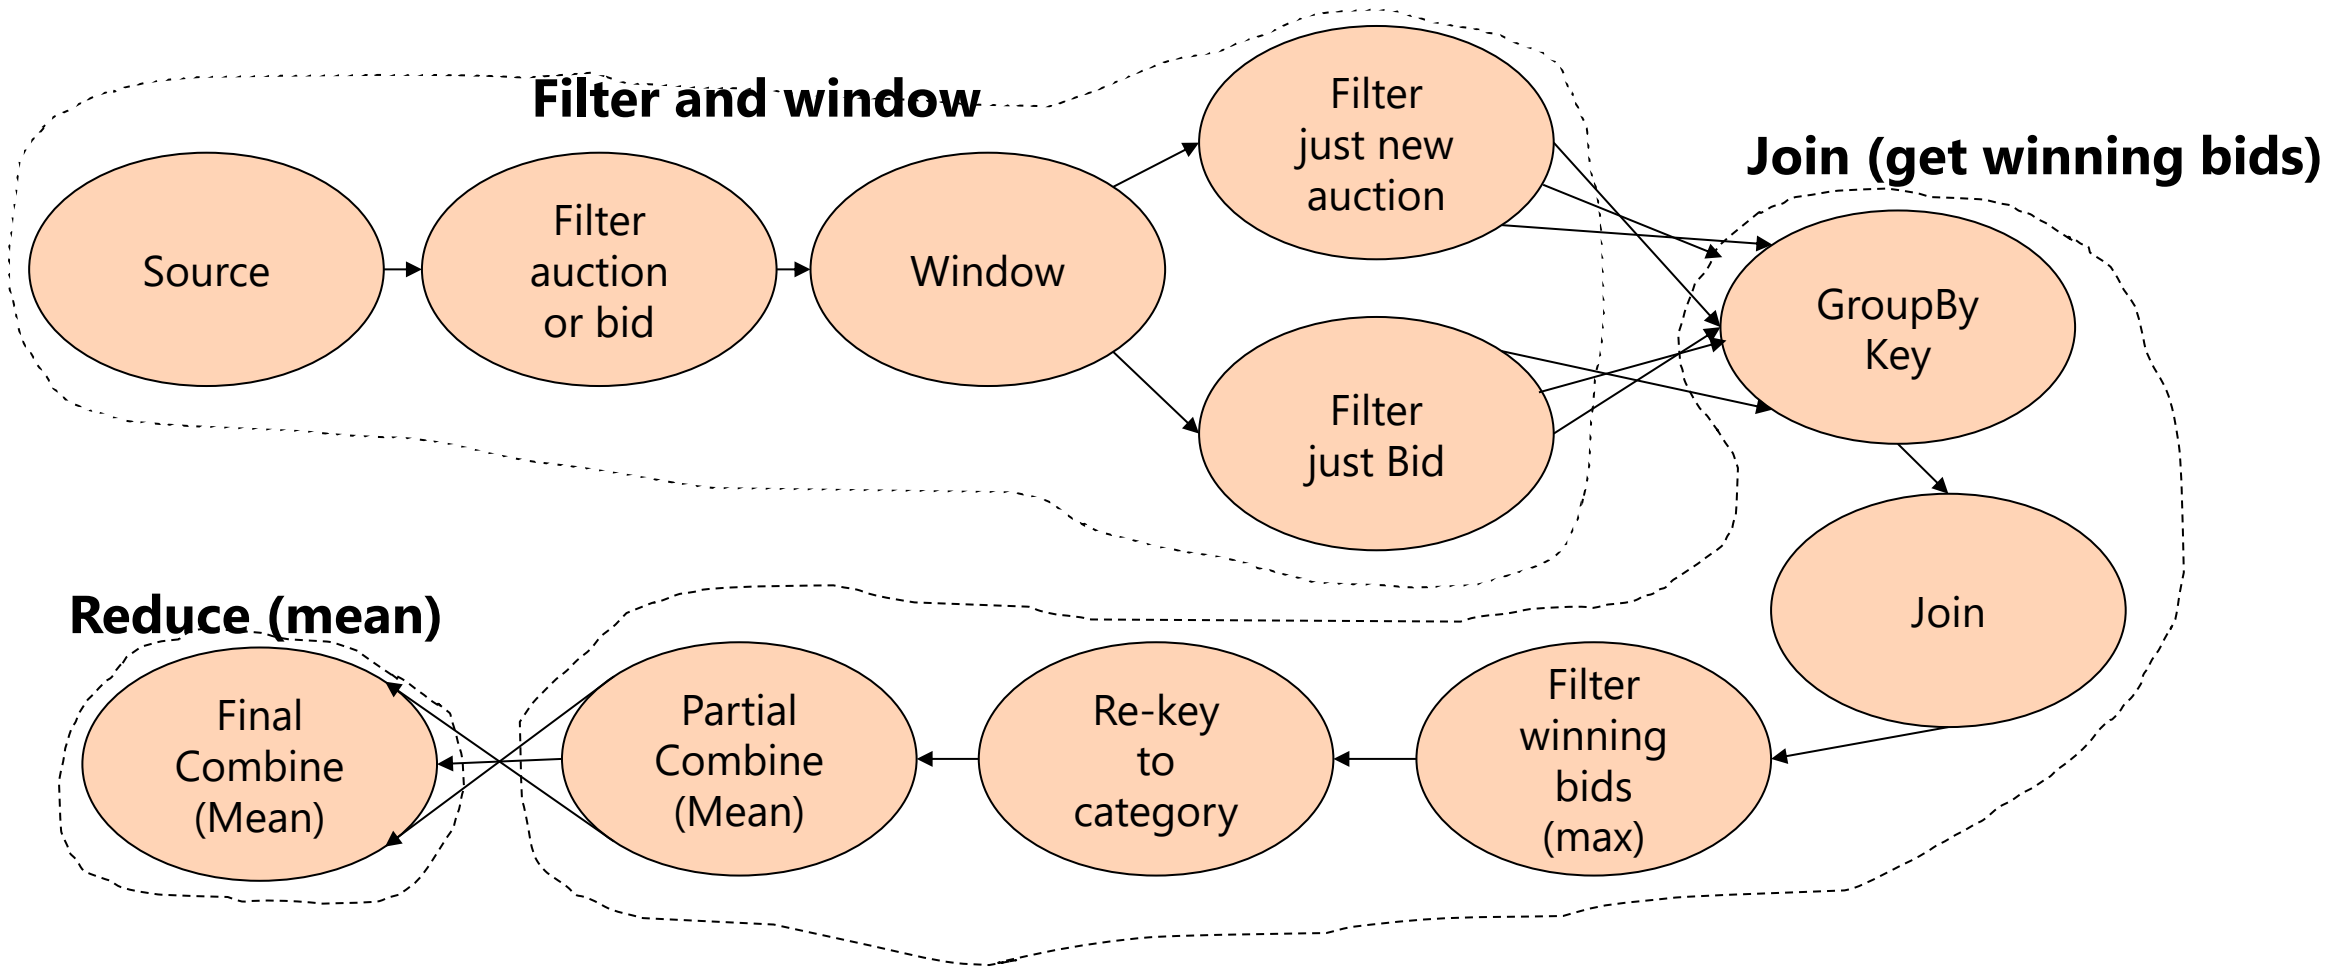 Filter and window
Filter
just new
auction
Join (get winning bids)
Source
Filter
auction
or bid
Window
GroupBy
Key
Filter
just Bid
Join
Reduce (mean)
Final
Combine
(Mean)
Partial
Combine
(Mean)
Re-key
to
category
Filter
winning
bids
(max)